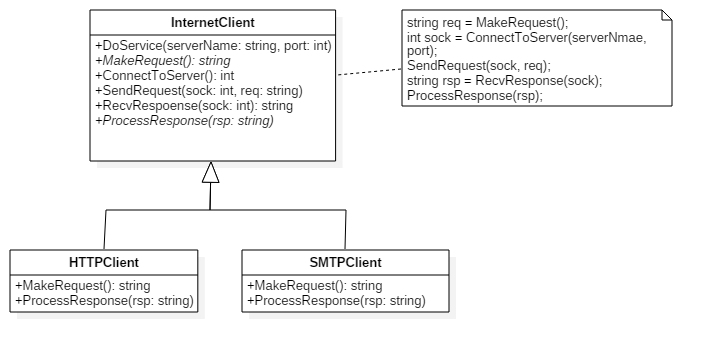 InternetClient
+DoService(serverName: string, port: int)
+MakeRequest(): string
+ConnectToServer(): int
+SendRequest(sock: int, req: string)
+RecvRespoense(sock: int): string
+ProcessResponse(rsp: string)
string req = MakeRequest();
int sock = ConnectToServer(serverNmae,
port);
SendRequest(sock, req);
string rsp = RecvResponse(sock);
ProcessResponse(rsp);
HTTPClient
+MakeRequest(): string
+ProcessResponse(rsp: string)
SMTPClient
+MakeRequest(): string
+ProcessResponse(rsp: string)